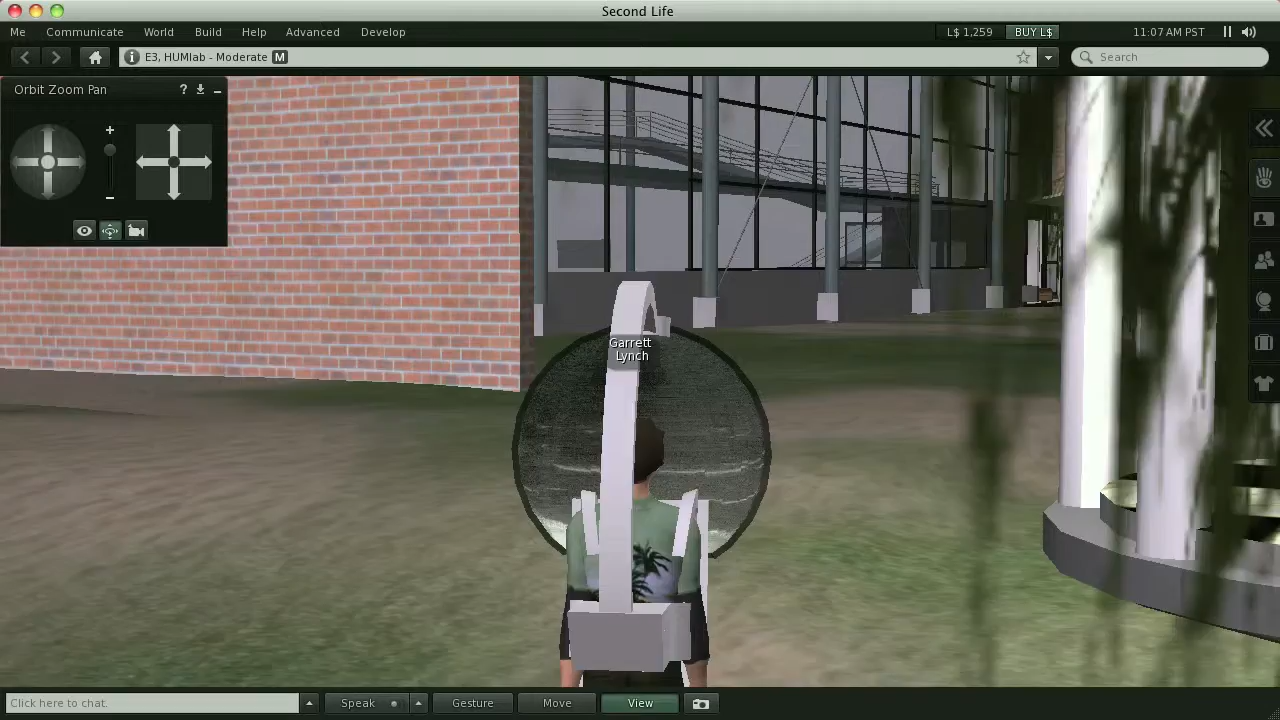 Second Life
Me Communicate World Build Help Advanced Develop L$ 1,259 BUY L$ 11:07 AM PST
E3, HUMlab - Moderate M Search
Orbit Zoom Pan ?
+
-
Garrett
Lynch
Click here to chat. Speak Gesture Move View